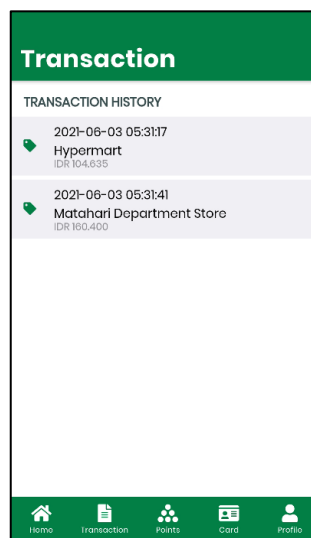 Transaction
TRANSACTION HISTORY
2021-06-03 05:31:17
Hypermart
IDR 104,635
2021-06-03 05:31:41
Matahari Department Store
IDR 160,400
Home Transaction Points Card Profile